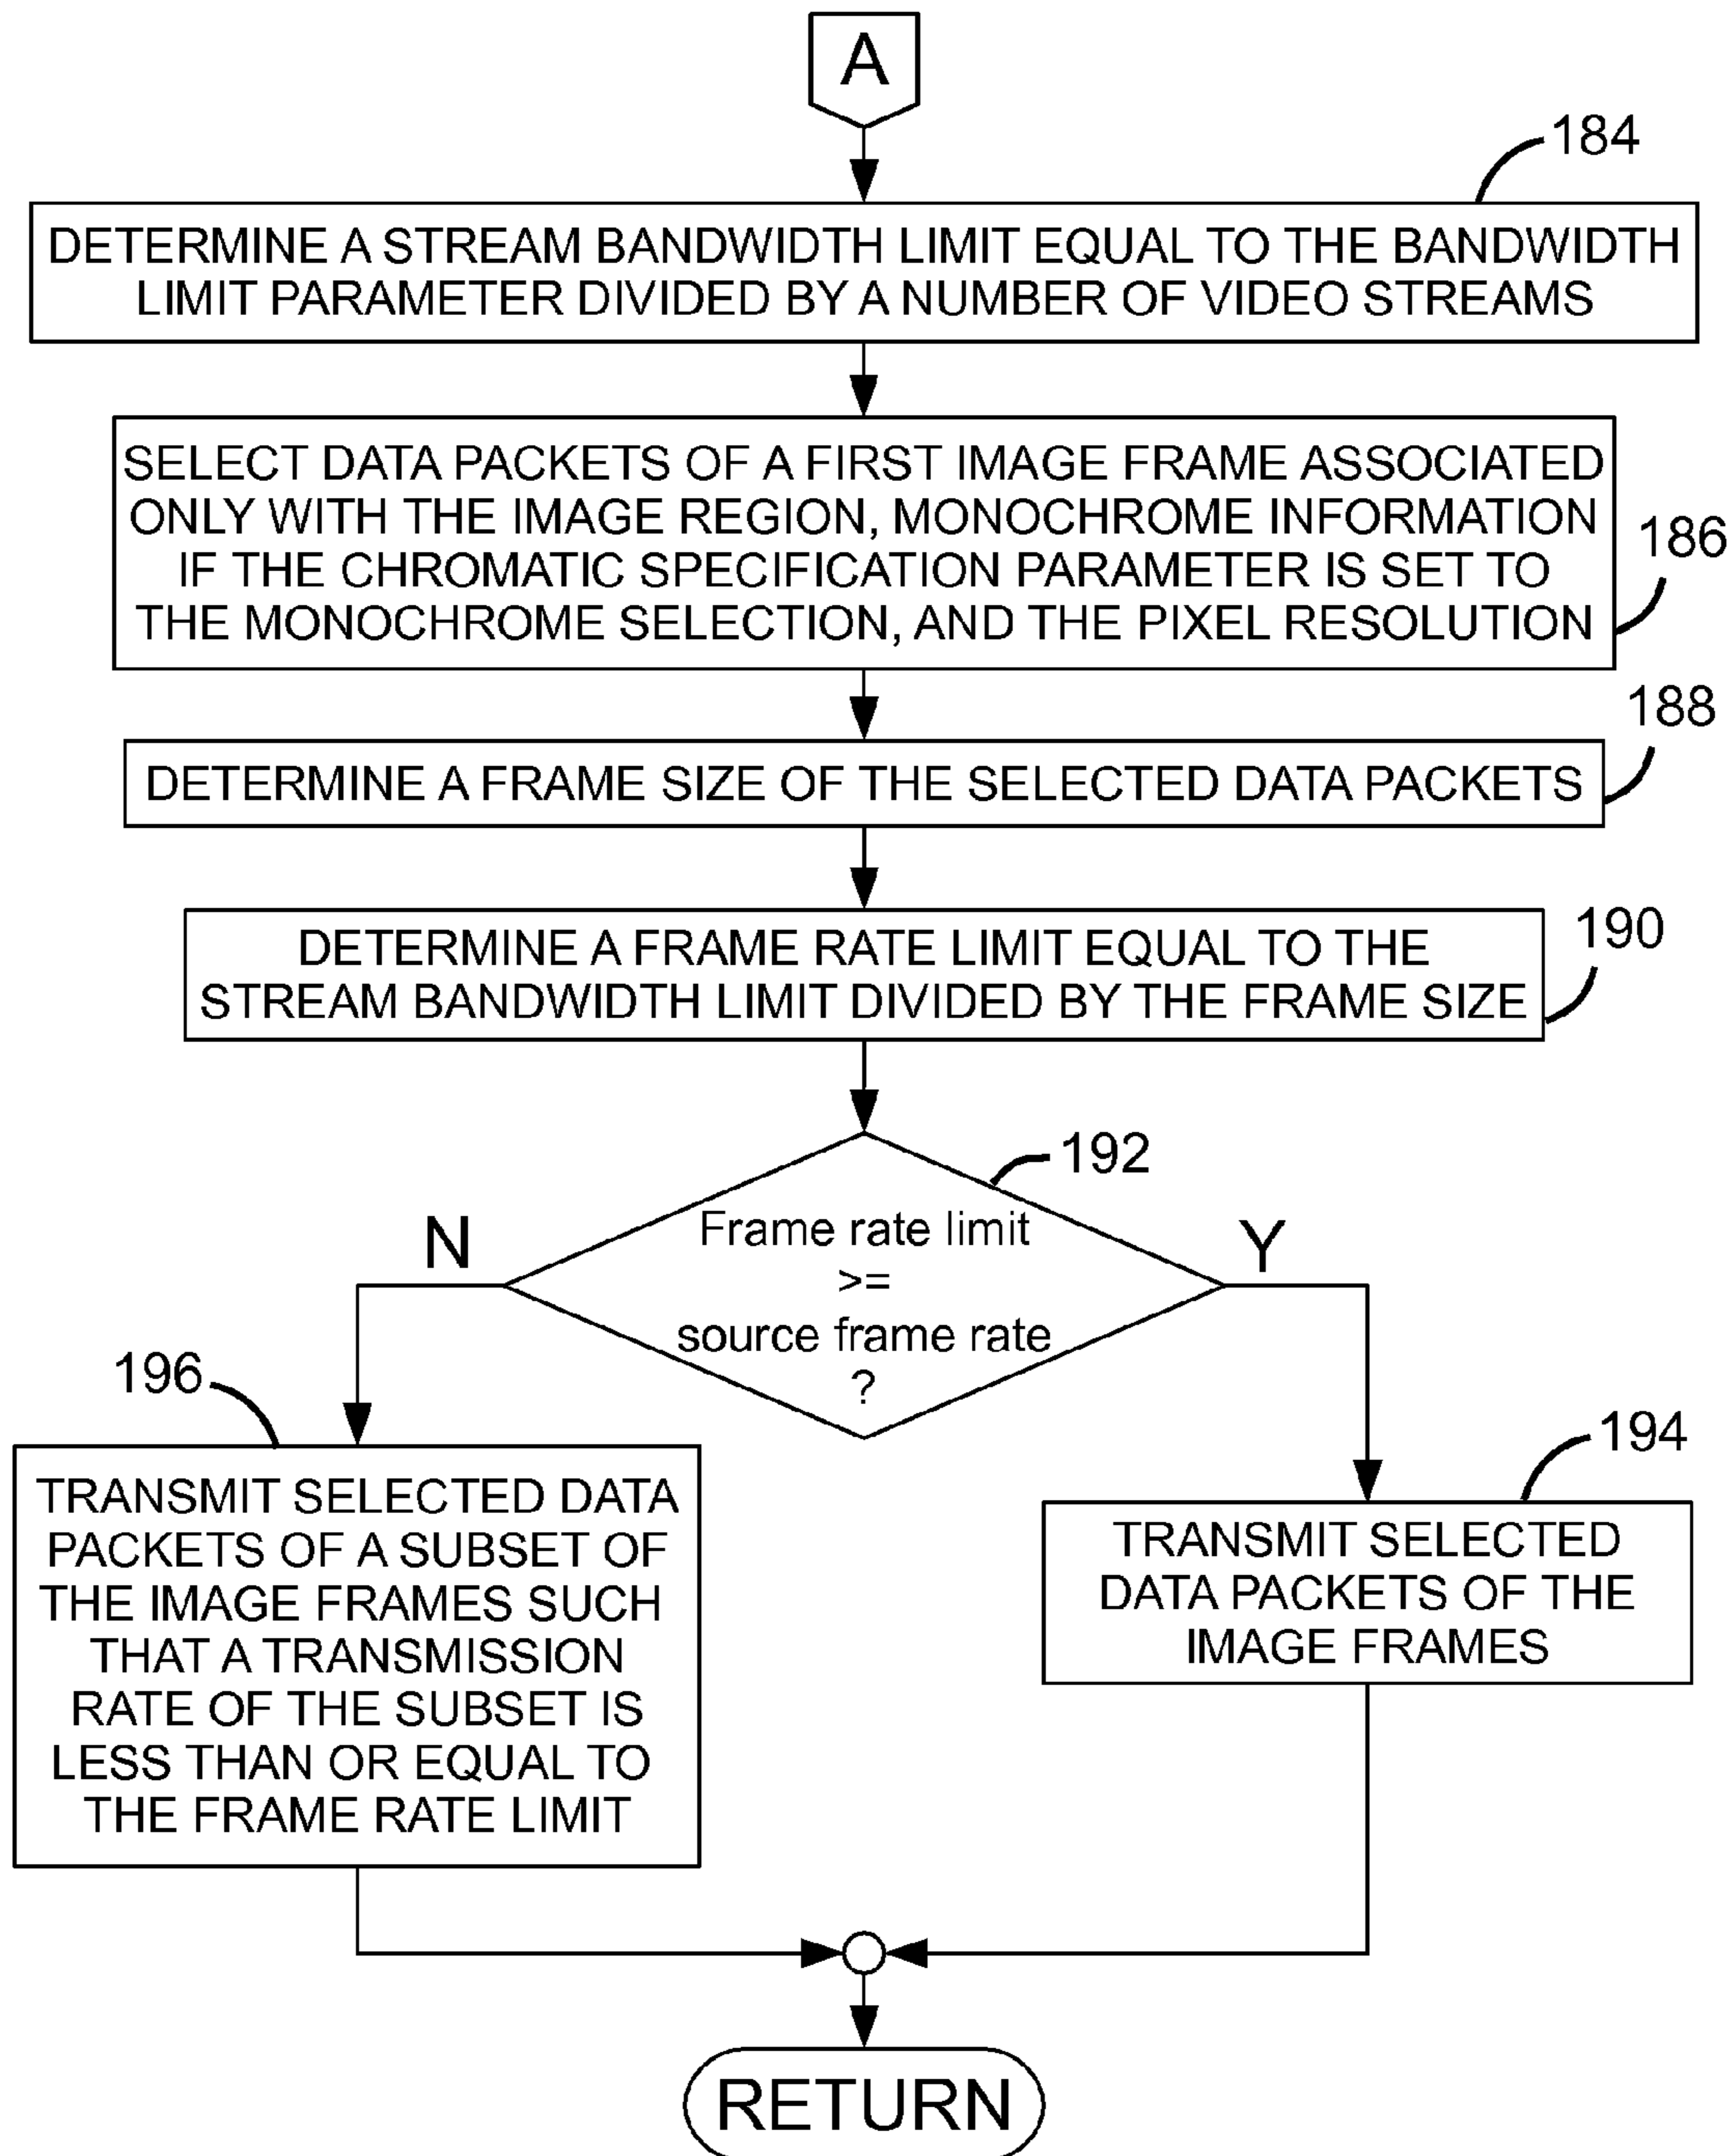 A
184
DETERMINE A STREAM BANDWIDTH LIMIT EQUAL TO THE BANDWIDTH
LIMIT PARAMETER DIVIDED BY A NUMBER OF VIDEO STREAMS
SELECT DATA PACKETS OF A FIRST IMAGE FRAME ASSOCIATED
ONLY WITH THE IMAGE REGION, MONOCHROME INFORMATION
IF THE CHROMATIC SPECIFICATION PARAMETER IS SET TO
THE MONOCHROME SELECTION, AND THE PIXEL RESOLUTION
186
188
DETERMINE A FRAME SIZE OF THE SELECTED DATA PACKETS
190
DETERMINE A FRAME RATE LIMIT EQUAL TO THE
STREAM BANDWIDTH LIMIT DIVIDED BY THE FRAME SIZE
192
N
Y
Frame rate limit
>=
source frame rate
?
196
TRANSMIT SELECTED DATA
PACKETS OF A SUBSET OF
THE IMAGE FRAMES SUCH
THAT A TRANSMISSION
RATE OF THE SUBSET IS
LESS THAN OR EQUAL TO
THE FRAME RATE LIMIT
194
TRANSMIT SELECTED
DATA PACKETS OF THE
IMAGE FRAMES
RETURN